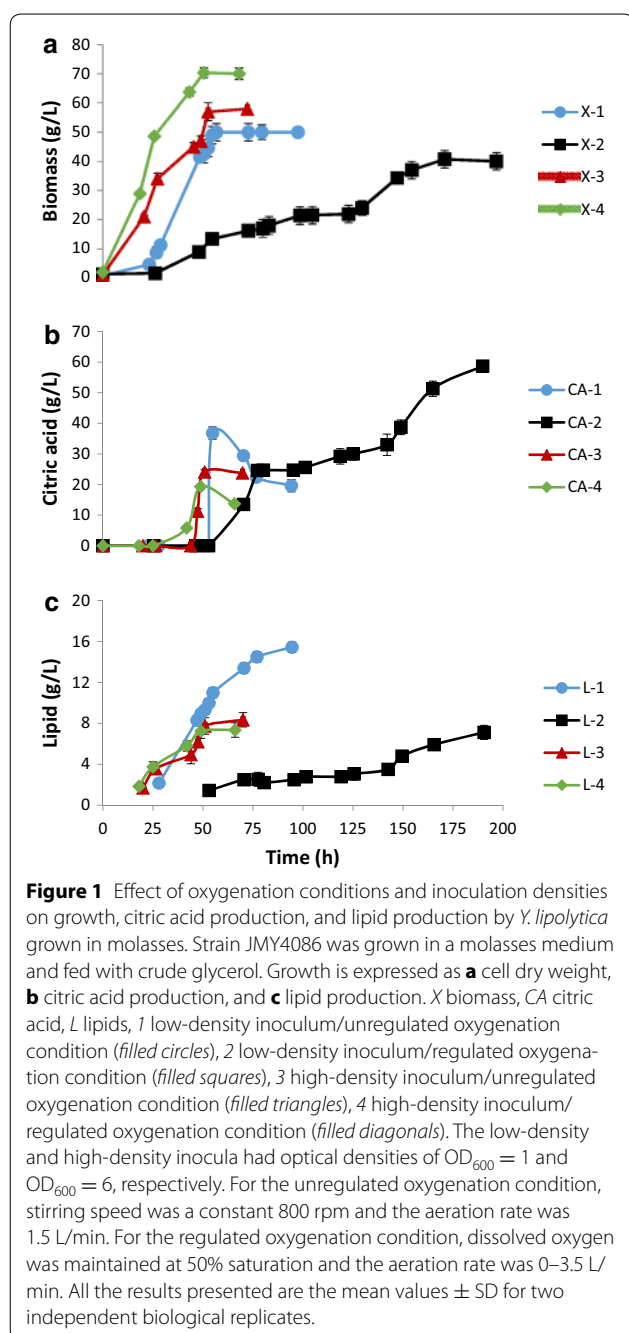 a
Biomass (g/L)
80
70
60
50
40
30
20
10
0
X-1
X-2
X-3
X-4
b
Citric acid (g/L)
70
60
50
40
30
20
10
0
CA-1
CA-2
CA-3
CA-4
c
Lipid (g/L)
20
16
12
8
4
0
L-1
L-2
L-3
L-4
0 25 50 75 100 125 150 175 200
Time (h)
Figure 1 Effect of oxygenation conditions and inoculation densities
on growth, citric acid production, and lipid production by Y. lipolytica
grown in molasses. Strain JMY4086 was grown in a molasses medium
and fed with crude glycerol. Growth is expressed as a cell dry weight,
b citric acid production, and c lipid production. X biomass, CA citric
acid, L lipids, 1 low-density inoculum/unregulated oxygenation
condition (filled circles), 2 low-density inoculum/regulated oxygena-
tion condition (filled squares), 3 high-density inoculum/unregulated
oxygenation condition (filled triangles), 4 high-density inoculum/
regulated oxygenation condition (filled diagonals). The low-density
and high-density inocula had optical densities of OD600 = 1 and
OD600 = 6, respectively. For the unregulated oxygenation condition,
stirring speed was a constant 800 rpm and the aeration rate was
1.5 L/min. For the regulated oxygenation condition, dissolved oxygen
was maintained at 50% saturation and the aeration rate was 0–3.5 L/
min. All the results presented are the mean values ± SD for two
independent biological replicates.